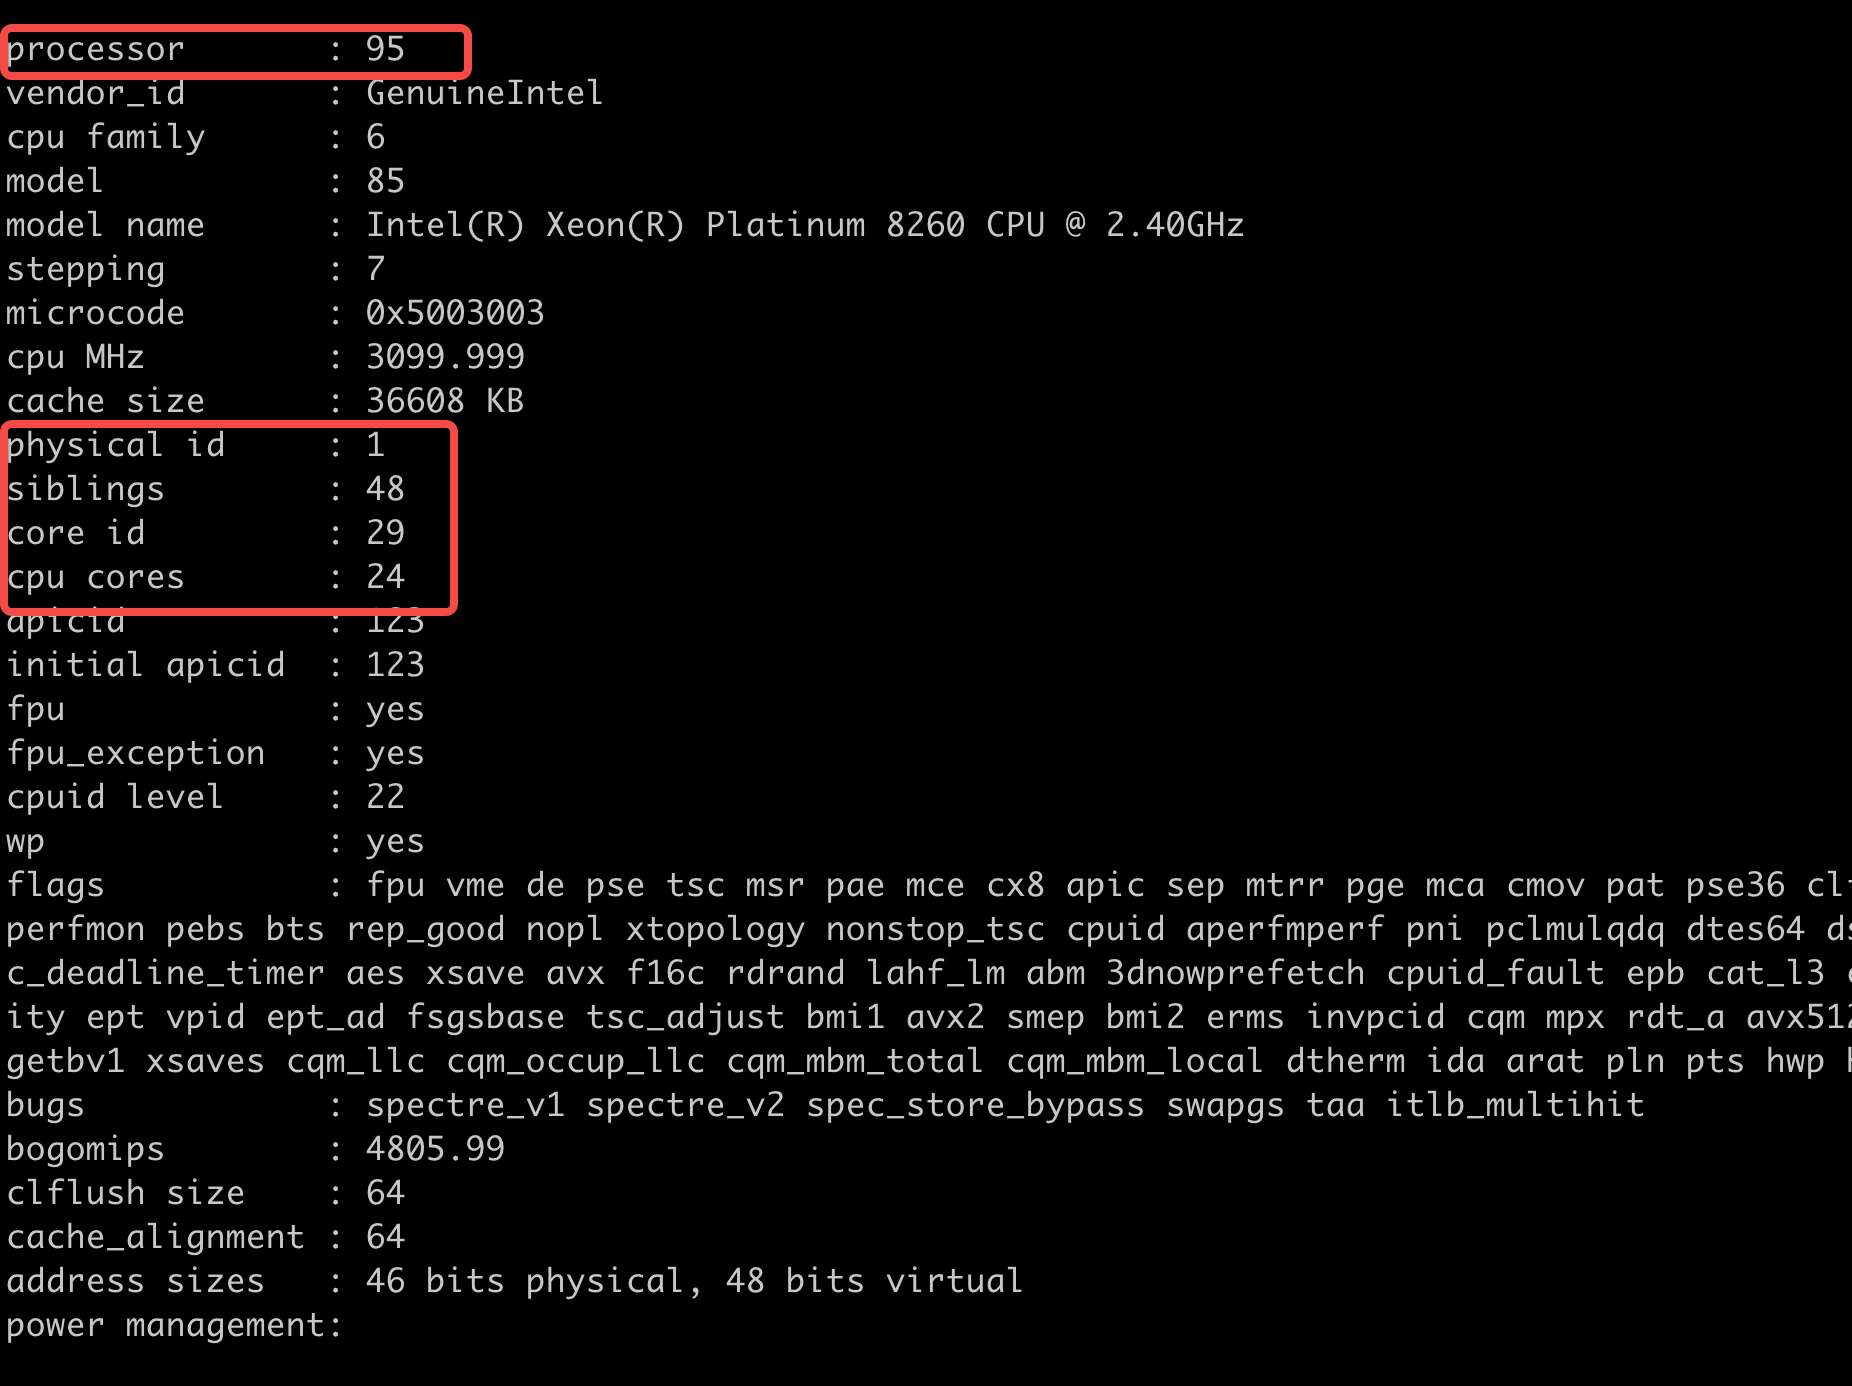 processor : 95
vendor_id : GenuineIntel
cpu family : 6
model : 85
model name : Intel(R) Xeon(R) Platinum 8260 CPU @ 2.40GHz
stepping : 7
microcode : 0x5003003
cpu MHz : 3099.999
cache size : 36608 KB
physical id : 1
siblings : 48
core id : 29
cpu cores : 24
apicid : 123
initial apicid : 123
fpu : yes
fpu_exception : yes
cpuid level : 22
wp : yes
flags : fpu vme de pse tsc msr pae mce cx8 apic sep mtrr pge mca cmov pat pse36
perfmon pebs bts rep_good nopl xtopology nonstop_tsc cpuid aperfmperf pni pclmulqdq dtes64
c_deadline_timer aes xsave avx f16c rdrand lahf_lm abm 3dnowprefetch cpuid_fault epb cat_l3
ity ept vpid ept_ad fsgsbase tsc_adjust bmi1 avx2 smep bmi2 erms invpcid cqm mpx rdt_a
getbv1 xsaves cqm_llc cqm_occup_llc cqm_mbm_total cqm_mbm_local dtherm ida arat pln pts hwp
bugs : spectre_v1 spectre_v2 spec_store_bypass swapgs taa itlb_multihit
bogomips : 4805.99
clflush size : 64
cache_alignment : 64
address sizes : 46 bits physical, 48 bits virtual
power management: